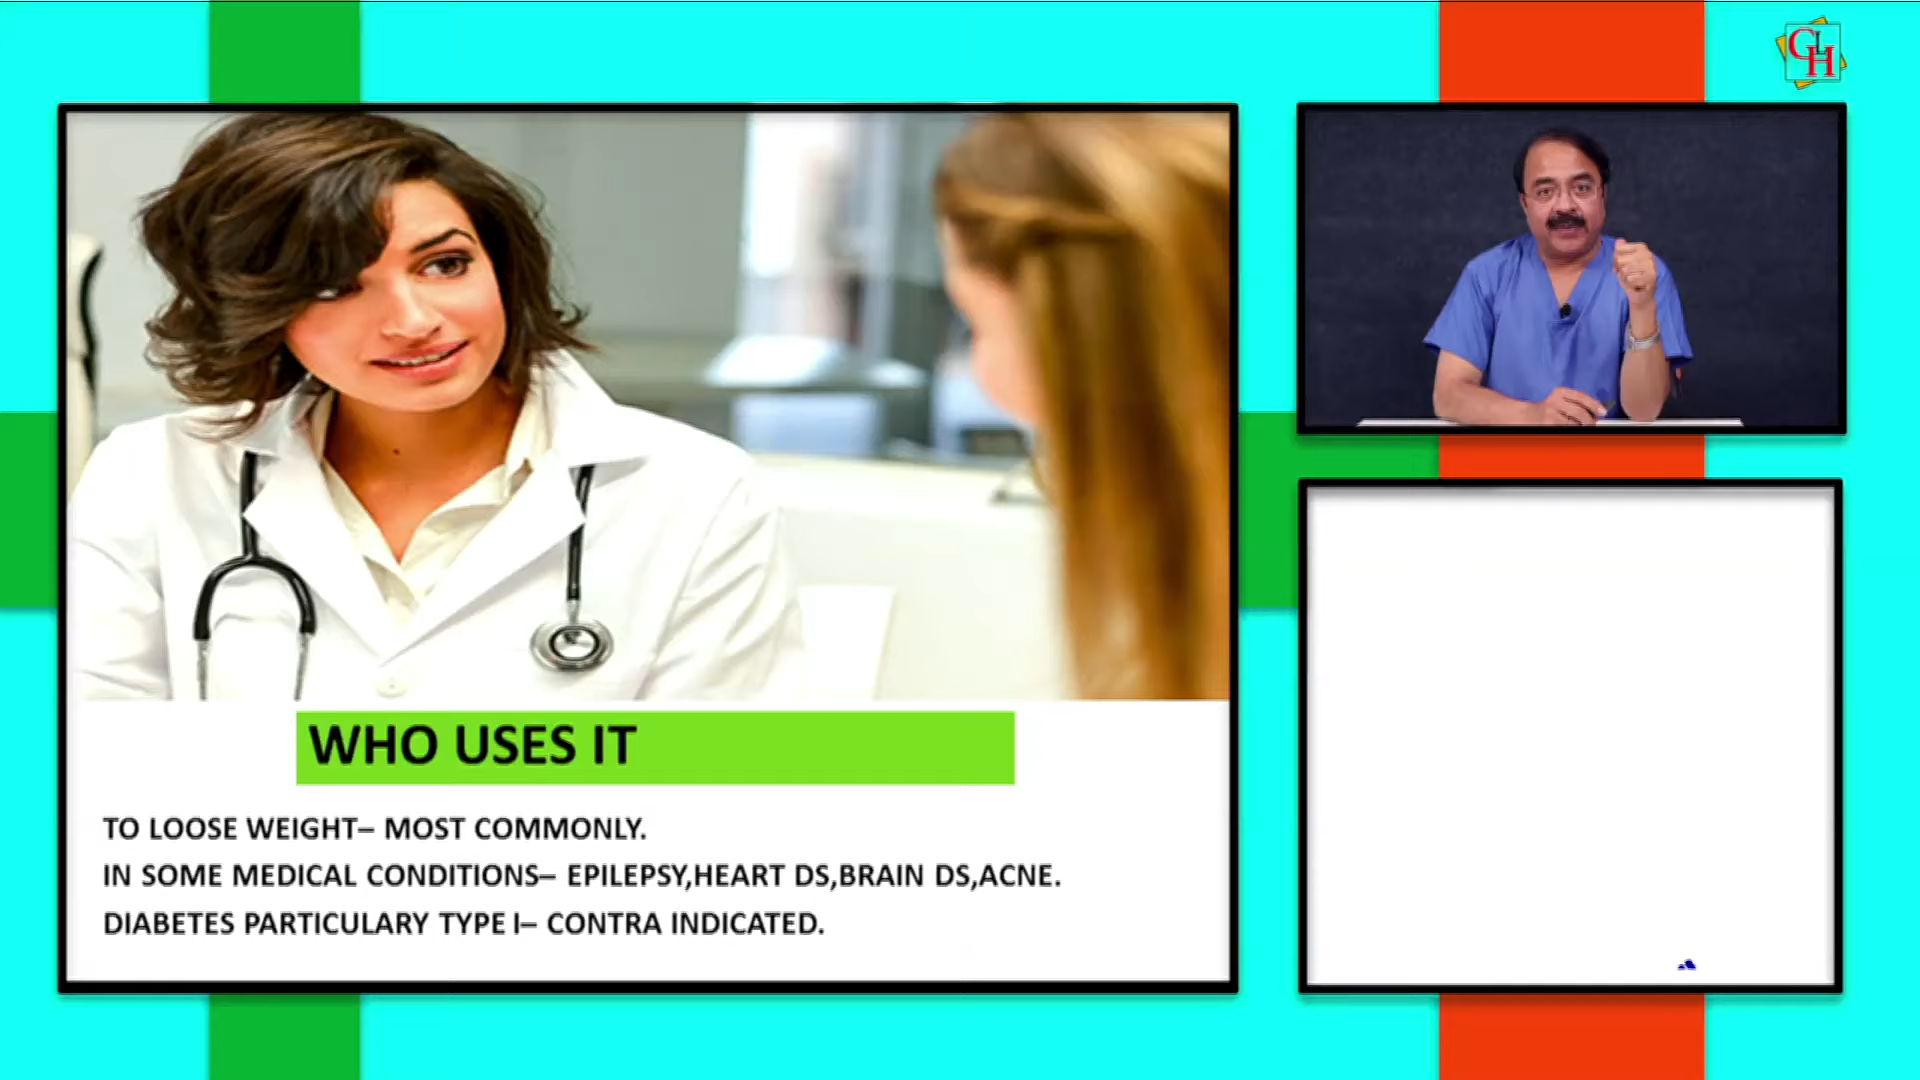 GLH
WHO USES IT
TO LOOSE WEIGHT– MOST COMMONLY.
IN SOME MEDICAL CONDITIONS– EPILEPSY,HEART DS,BRAIN DS,ACNE.
DIABETES PARTICULARY TYPE I– CONTRA INDICATED.